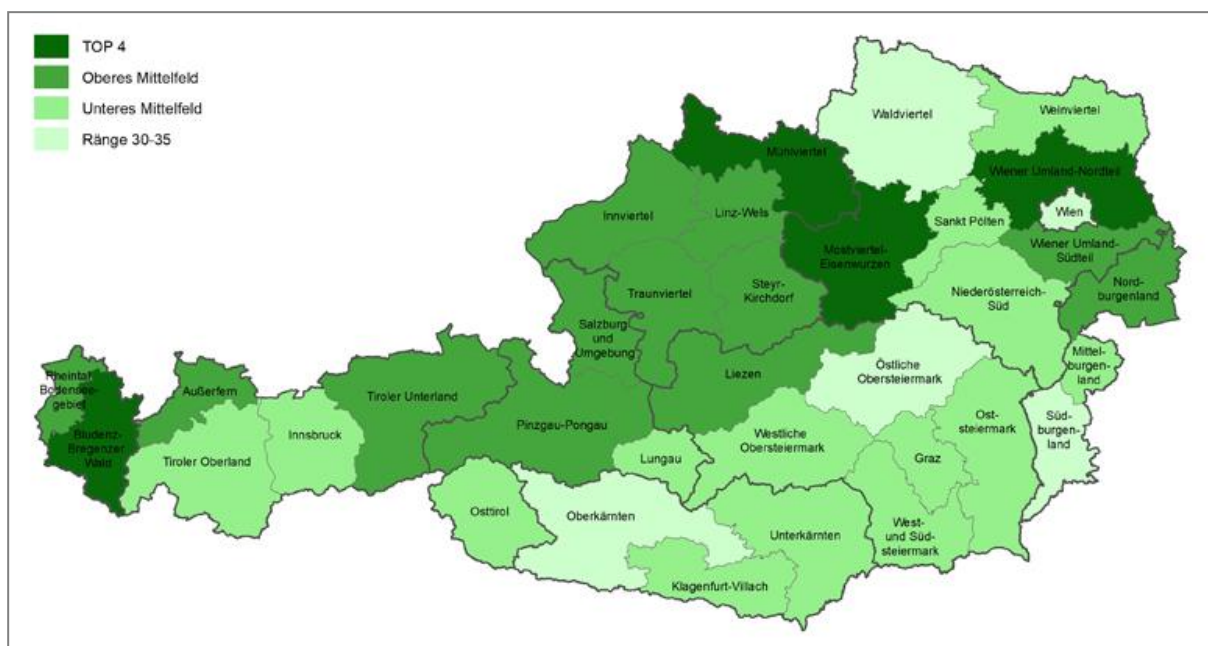 TOP 4
Oberes Mittelfeld
Unteres Mittelfeld
Ränge 30-35
Waldviertel
Weinviertel
Mühlviertel
Wiener Umland-Nordteil
Innviertel
Linz-Wels
Sankt Pölten
Wien
Mostviertel-
Eisenwurzen
Wiener Umland-
Südteil
Nord-
burgenland
Traunviertel
Steyr-
Kirchdorf
Niederösterreich-
Süd
Salzburg
und
Umgebung
Mittel-
burgenland
Rheintal-
Bodensee-
gebiet
Außerfern
Tiroler Unterland
Liezen
Östliche
Obersteiermark
Bludenz-
Bregenzer
Wald
Tiroler Oberland
Innsbruck
Pinzgau-Pongau
Lungau
Westliche
Obersteiermark
Graz
Ost-
steiermark
Süd-
burgen-
land
Osttirol
Oberkärnten
Unterkärnten
West-
und Süd-
steiermark
Klagenfurt-Villach